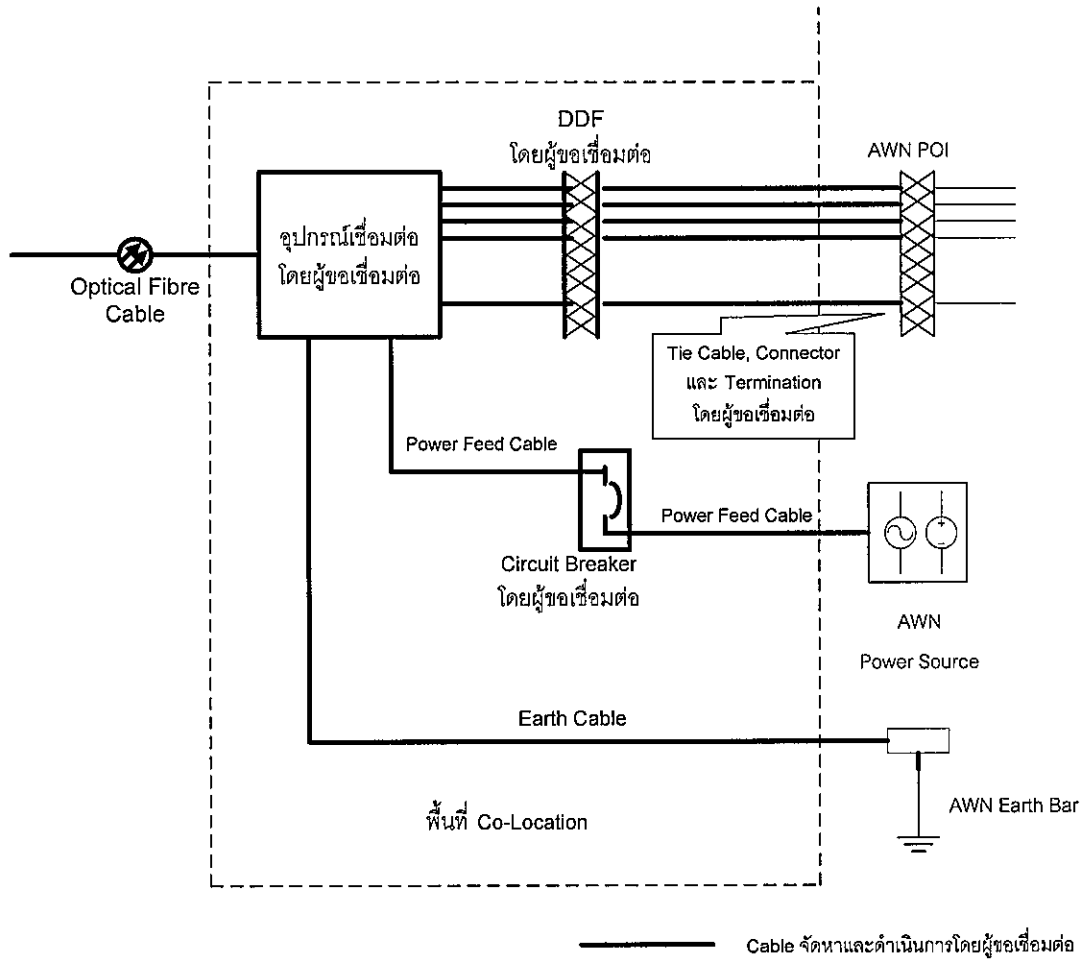 DDF
โดยผู้ขอเชื่อมต่อ
AWN POI
อุปกรณ์เชื่อมต่อ
โดยผู้ขอเชื่อมต่อ
Optical Fibre
Cable
Tie Cable, Connector
และ Termination
โดยผู้ขอเชื่อมต่อ
Power Feed Cable
Power Feed Cable
Circuit Breaker
โดยผู้ขอเชื่อมต่อ
AWN
Power Source
Earth Cable
AWN Earth Bar
พื้นที่ Co-Location
Cable จัดหาและดำเนินการโดยผู้ขอเชื่อมต่อ